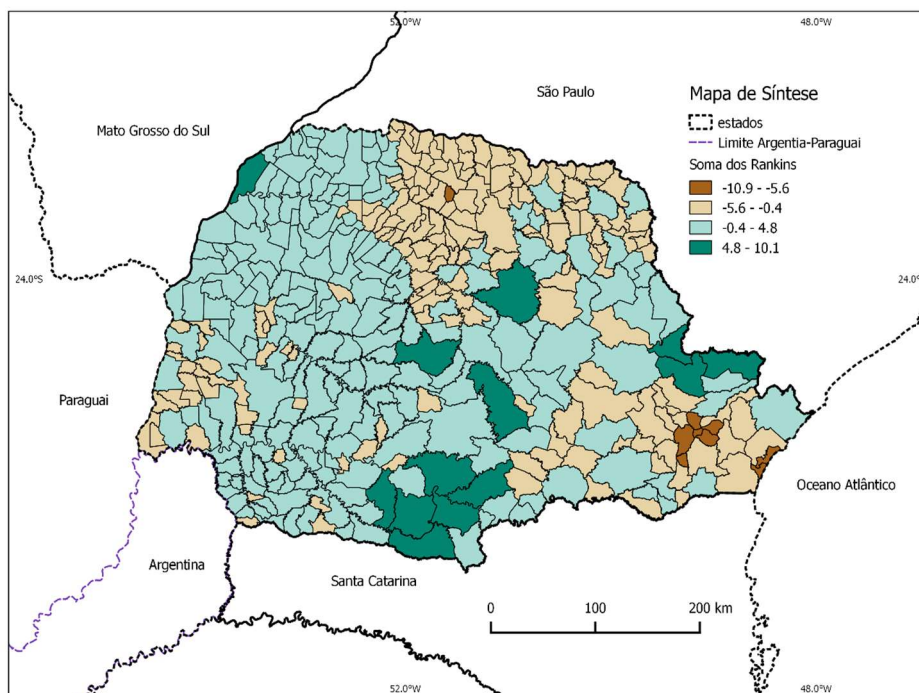 52.0°W
48.0°W
São Paulo
Mapa de Síntese
Mato Grosso do Sul
estados
Limite Argentia-Paraguai
Soma dos Rankins
-10.9 - -5.6
-5.6 - -0.4
-0.4 - 4.8
4.8 - 10.1
24.0°S
24.0°S
Paraguai
Oceano Atlântico
Argentina
Santa Catarina
0 100 200 km
52.0°W
48.0°W